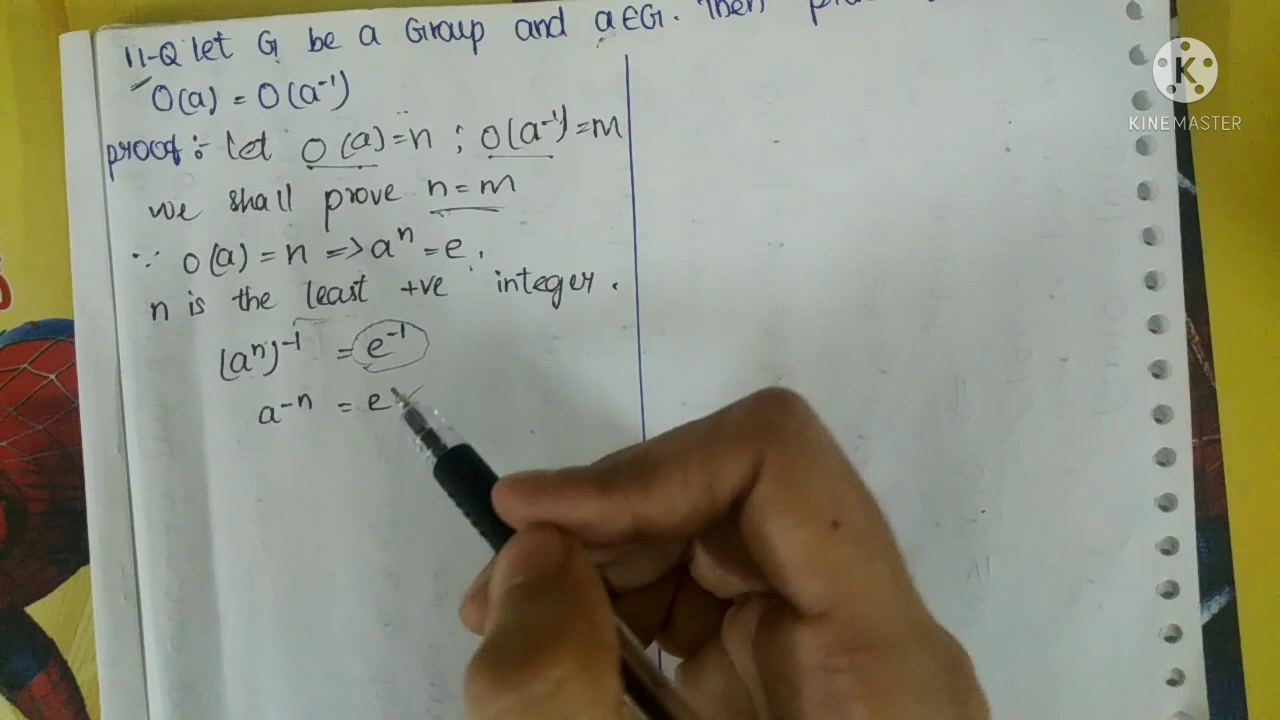 11-Q let G be a Group and a∈G. Then
O(a) = O(a⁻¹)
proof:- let O(a)=n ; O(a⁻¹)=m
we shall prove n=m
∵ O(a) = n => aⁿ = e.
n is the least +ve integer.
(aⁿ)⁻¹ = e⁻¹
a⁻ⁿ = e
K
KINEMASTER